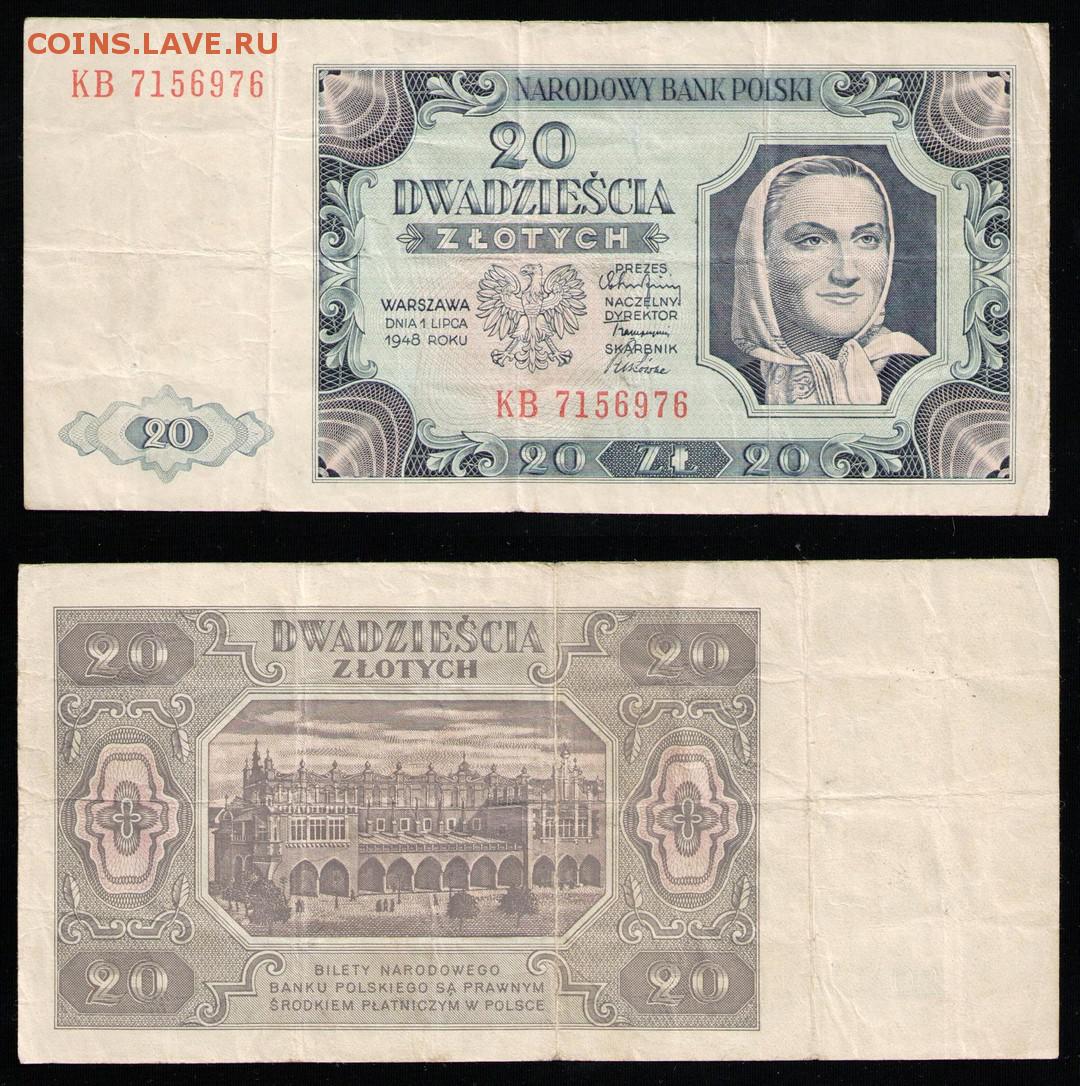 COINS.LAVE.RU
KB 7156976
NARODOWY BANK POLSKI
20
DWADZIEŚCIA
ZŁOTYCH
WARSZAWA
DNIA 1 LIPCA
1948 ROKU
PREZES
NACZELNY
DYREKTOR
SKARBNIK
KB 7156976
20
20 ZŁ 20
20 DWADZIEŚCIA 20
ZŁOTYCH
20 20
BILETY NARODOWEGO
BANKU POLSKIEGO SĄ PRAWNYM
ŚRODKIEM PŁATNICZYM W POLSCE